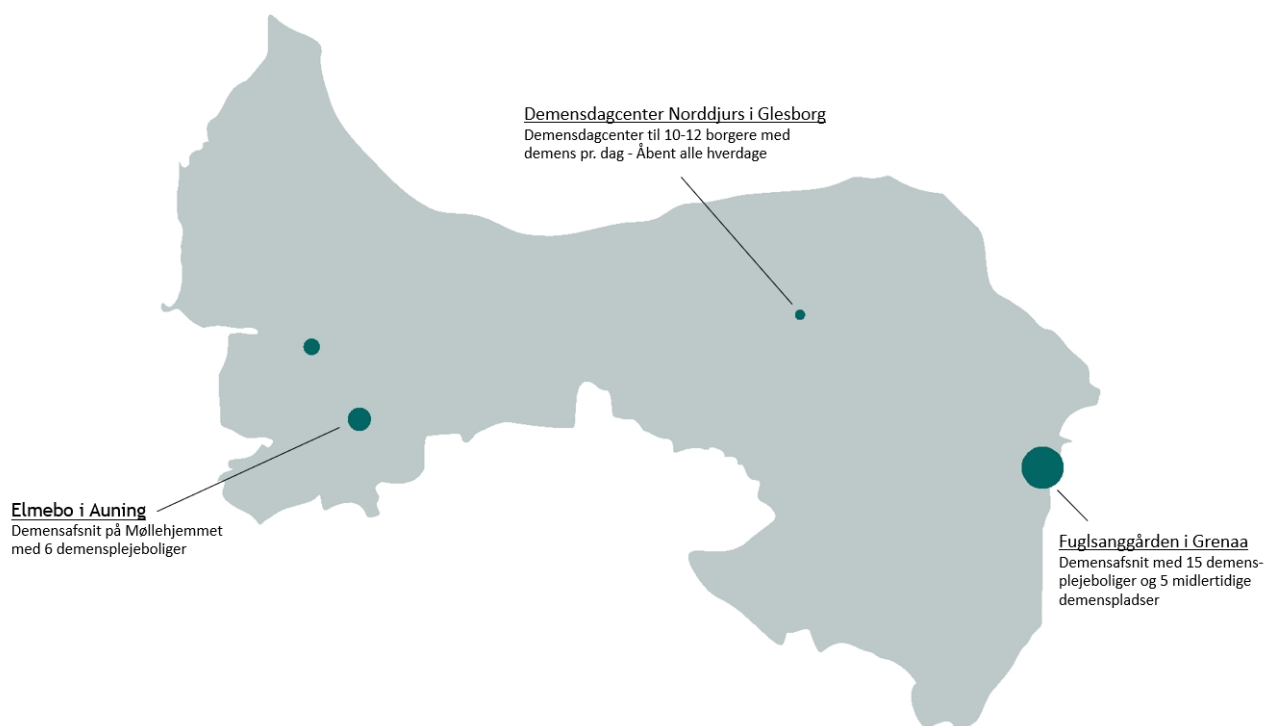 Demensdagcenter Norddjurs i Glesborg
Demensdagcenter til 10-12 borgere med
demens pr. dag - Åbent alle hverdage
Elmebo i Auning
Demensafsnit på Møllehjemmet
med 6 demensplejeboliger
Fuglsanggården i Grenaa
Demensafsnit med 15 demens-
plejeboliger og 5 midlertidige
demenspladser